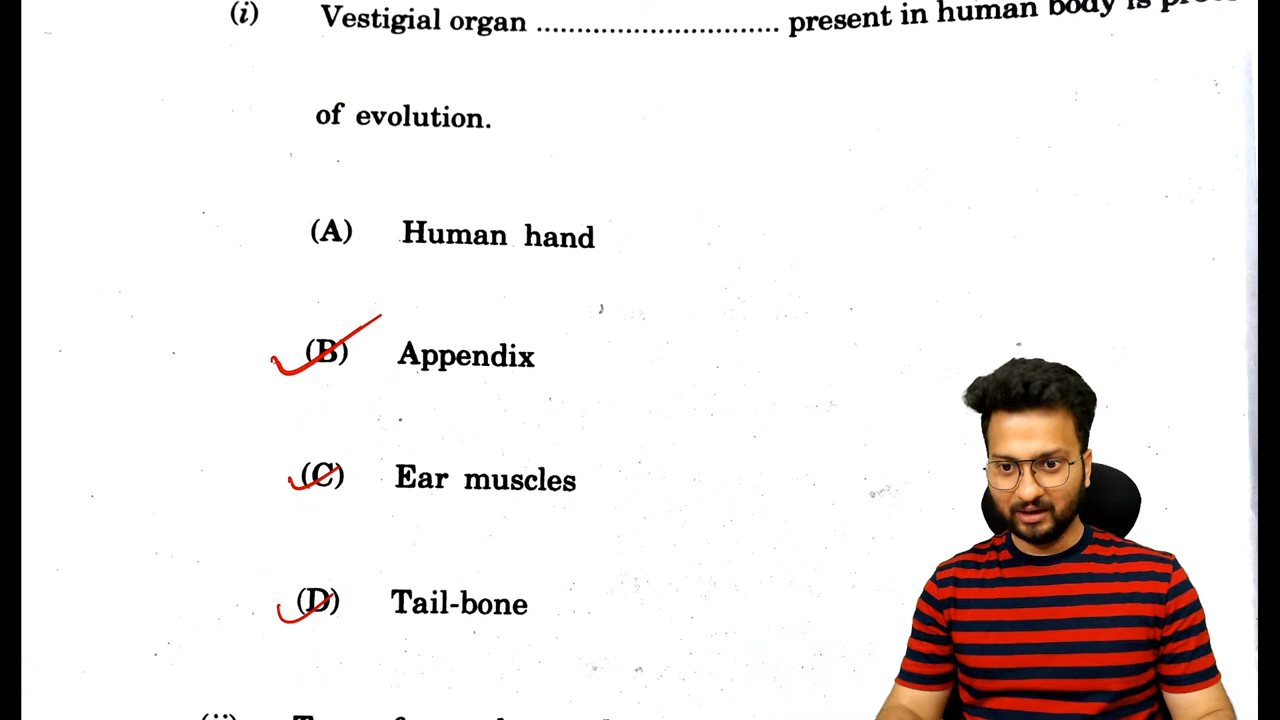 (i) Vestigial organ ............................. present in human body is
of evolution.
(A) Human hand
(B) Appendix
(C) Ear muscles
(D) Tail-bone